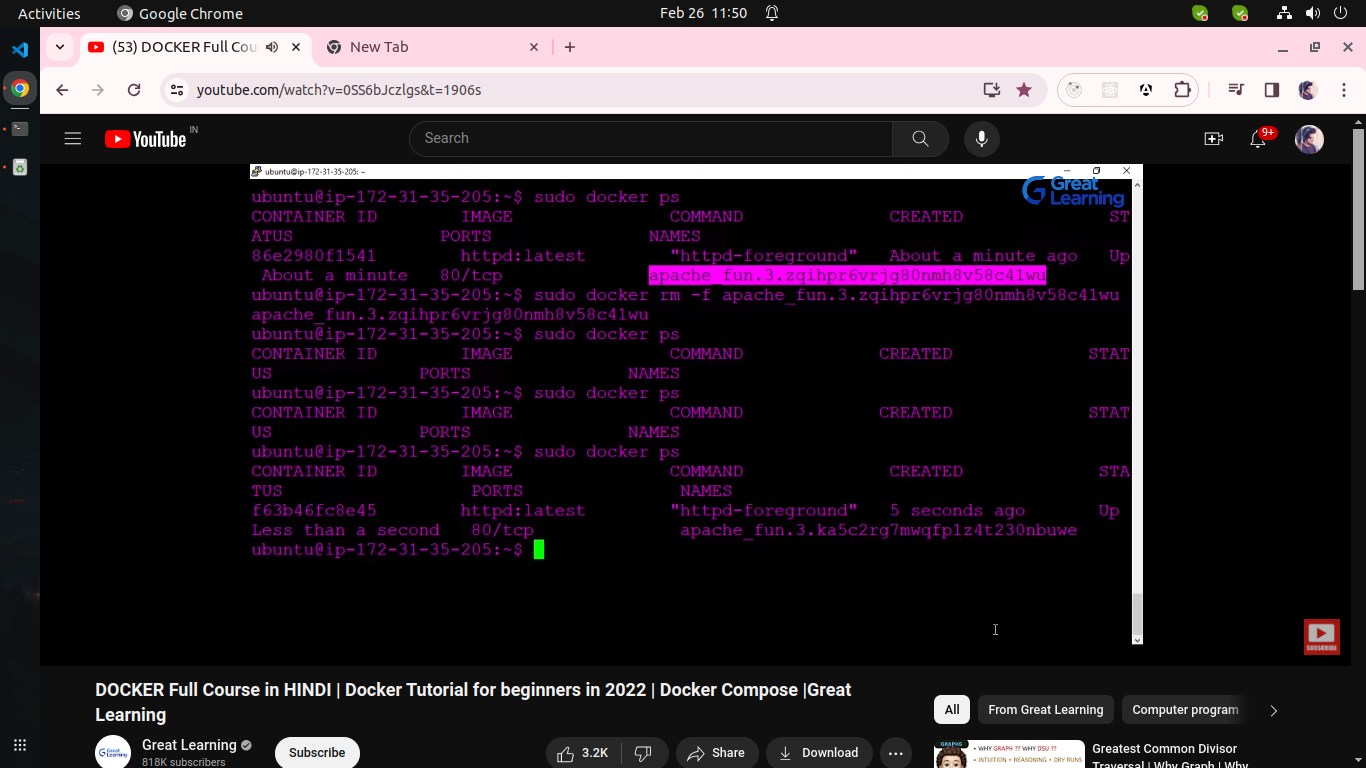 Activities Google Chrome Feb 26 11:50
(53) DOCKER Full Cou New Tab
youtube.com/watch?v=0SS6bJczlgs&t=1906s
YouTube IN Search 9+
ubuntu@ip-172-31-35-205: ~
Great Learning
ubuntu@ip-172-31-35-205:~$ sudo docker ps
CONTAINER ID IMAGE COMMAND CREATED ST
ATUS PORTS NAMES
86e2980f1541 httpd:latest "httpd-foreground" About a minute ago Up
About a minute 80/tcp apache_fun.3.zqihpr6vrjg80nmh8v58c41wu
ubuntu@ip-172-31-35-205:~$ sudo docker rm -f apache_fun.3.zqihpr6vrjg80nmh8v58c41wu
apache_fun.3.zqihpr6vrjg80nmh8v58c41wu
ubuntu@ip-172-31-35-205:~$ sudo docker ps
CONTAINER ID IMAGE COMMAND CREATED STAT
US PORTS NAMES
ubuntu@ip-172-31-35-205:~$ sudo docker ps
CONTAINER ID IMAGE COMMAND CREATED STAT
US PORTS NAMES
ubuntu@ip-172-31-35-205:~$ sudo docker ps
CONTAINER ID IMAGE COMMAND CREATED STA
TUS PORTS NAMES
f63b46fc8e45 httpd:latest "httpd-foreground" 5 seconds ago Up
Less than a second 80/tcp apache_fun.3.ka5c2rg7mwqfp1z4t230nbuwe
ubuntu@ip-172-31-35-205:~$
SUBSCRIBE
DOCKER Full Course in HINDI | Docker Tutorial for beginners in 2022 | Docker Compose |Great
Learning
Great Learning
818K subscribers
Subscribe
3.2K Share Download
All From Great Learning Computer program
GRAPHS
• WHY GRAPH ?? WHY DSU ??
• INTUITION + REASONING + DRY RUNS
Greatest Common Divisor
Traversal | Why Graph | Why